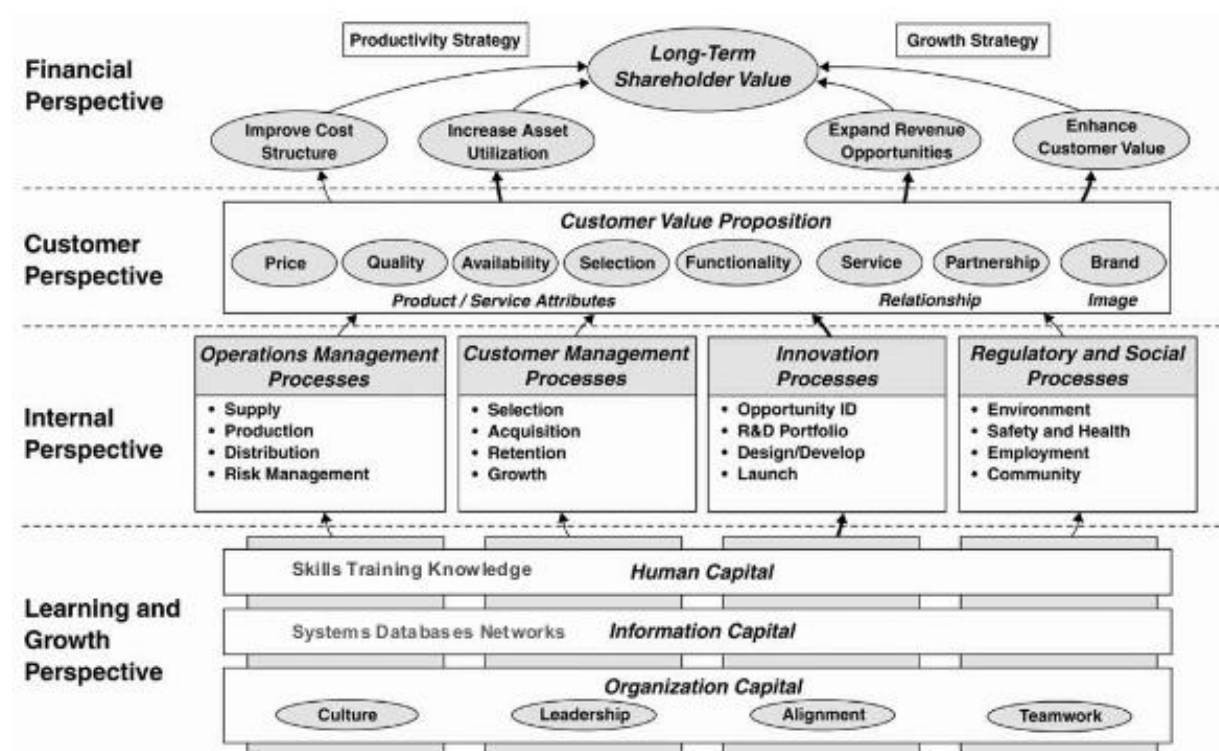 Productivity Strategy
Growth Strategy
Long-Term
Shareholder Value
Financial
Perspective
Improve Cost
Structure
Increase Asset
Utilization
Expand Revenue
Opportunities
Enhance
Customer Value
Customer
Perspective
Customer Value Proposition
Price
Quality
Availability
Selection
Functionality
Service
Partnership
Brand
Product / Service Attributes
Relationship
Image
Internal
Perspective
Operations Management
Processes
• Supply
• Production
• Distribution
• Risk Management
Customer Management
Processes
• Selection
• Acquisition
• Retention
• Growth
Innovation
Processes
• Opportunity ID
• R&D Portfolio
• Design/Develop
• Launch
Regulatory and Social
Processes
• Environment
• Safety and Health
• Employment
• Community
Learning and
Growth
Perspective
Skills Training Knowledge Human Capital
Systems Databases Networks Information Capital
Organization Capital
Culture
Leadership
Alignment
Teamwork